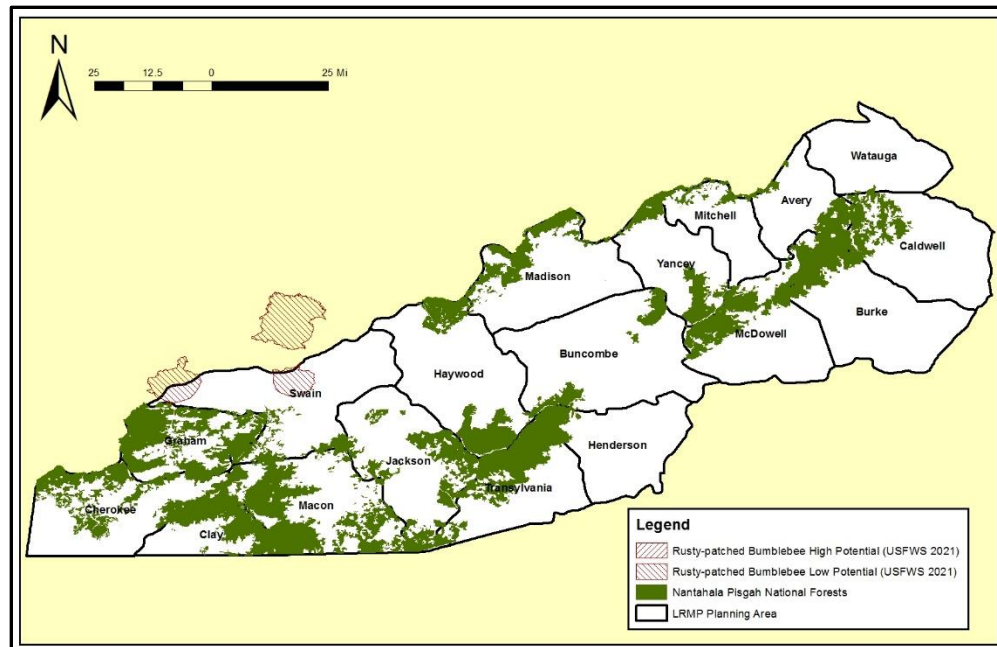 N
25 12.5 0 25 Mi
Watauga
Avery
Mitchell
Caldwell
Yancey
Madison
Burke
McDowell
Buncombe
Haywood
Swain
Graham
Henderson
Jackson
Transylvania
Macon
Cherokee
Clay
Legend
Rusty-patched Bumblebee High Potential (USFWS 2021)
Rusty-patched Bumblebee Low Potential (USFWS 2021)
Nantahala Pisgah National Forests
LRMP Planning Area